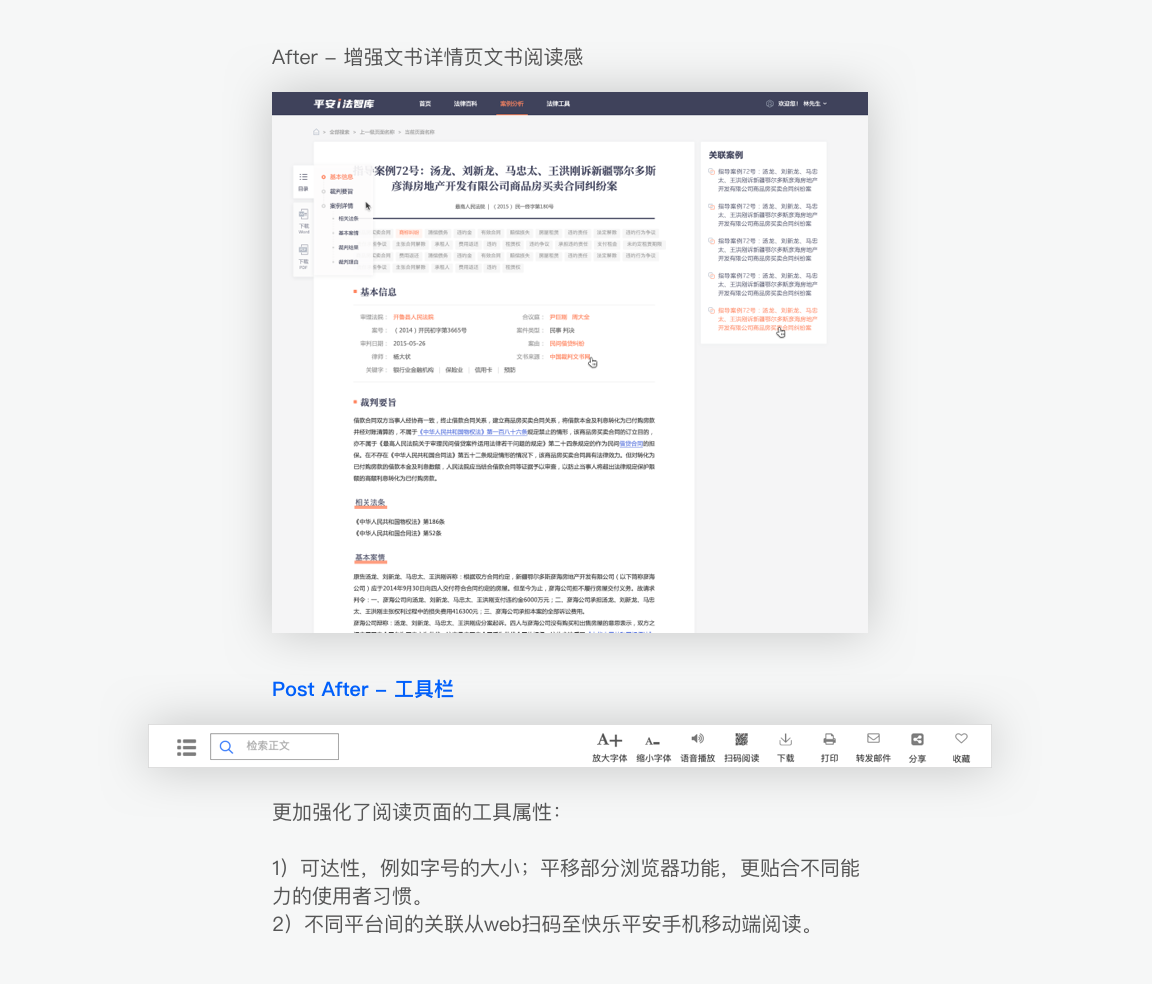 After – 增强文书详情页文书阅读感
平安i法智库 首页 法律百科 案例分析 法律工具 欢迎您! 林先生
全部搜索 > 上一级页面名称 > 当前页面名称
目录
下载
Word
下载
PDF
基本信息
裁判要旨
案例详情
相关法条
基本案情
裁判结果
裁判理由
案例72号：汤龙、刘新龙、马忠太、王洪刚诉新疆鄂尔多斯
彦海房地产开发有限公司商品房买卖合同纠纷案
最高人民法院 | （2015）民一终字第180号
基本信息
审理法院： 开鲁县人民法院 合议庭： 尹巨丽 周大全
案号： （2014）开民初字第3665号 案件类型： 民事 判决
审判日期： 2015-05-26 案由： 民间借贷纠纷
律师： 杨大状 文书来源： 中国裁判文书网
关键字： 银行业金融机构 | 保险业 | 信用卡 | 预防
裁判要旨
借款合同双方当事人经协商一致，终止借款合同关系，建立商品房买卖合同关系，将借款本金及利息转化为已付购房款
并经对账清算的，不属于《中华人民共和国物权法》第一百八十六条规定禁止的情形，该商品房买卖合同的订立目的，
亦不属于《最高人民法院关于审理民间借贷案件适用法律若干问题的规定》第二十四条规定的作为民间借贷合同的担
保。在不存在《中华人民共和国合同法》第五十二条规定情形的情况下，该商品房买卖合同具有法律效力。但对转化为
已付购房款的借款本金及利息数额，人民法院应当结合借款合同等证据予以审查，以防止当事人将超出法律规定保护限
额的高额利息转化为已付购房款。
相关法条
《中华人民共和国物权法》第186条
《中华人民共和国合同法》第52条
基本案情
原告汤龙、刘新龙、马忠太、王洪刚诉称：根据双方合同约定，新疆鄂尔多斯彦海房地产开发有限公司（以下简称彦海
公司）应于2014年9月30日向四人交付符合合同约定的房屋。但至今为止，彦海公司拒不履行房屋交付义务。故请求
判令：一、彦海公司向汤龙、刘新龙、马忠太、王洪刚支付违约金6000万元；二、彦海公司承担汤龙、刘新龙、马忠
太、王洪刚主张权利过程中的损失费用416300元；三、彦海公司承担本案的全部诉讼费用。
彦海公司辩称：汤龙、刘新龙、马忠太、王洪刚应分案起诉。四人与彦海公司没有购买和出售房屋的意思表示，双方之
关联案例
指导案例72号：汤龙、刘新龙、马忠
太、王洪刚诉新疆鄂尔多斯彦海房地产
开发有限公司商品房买卖合同纠纷案
指导案例72号：汤龙、刘新龙、马忠
太、王洪刚诉新疆鄂尔多斯彦海房地产
开发有限公司商品房买卖合同纠纷案
指导案例72号：汤龙、刘新龙、马忠
太、王洪刚诉新疆鄂尔多斯彦海房地产
开发有限公司商品房买卖合同纠纷案
指导案例72号：汤龙、刘新龙、马忠
太、王洪刚诉新疆鄂尔多斯彦海房地产
开发有限公司商品房买卖合同纠纷案
指导案例72号：汤龙、刘新龙、马忠
太、王洪刚诉新疆鄂尔多斯彦海房地产
开发有限公司商品房买卖合同纠纷案
Post After – 工具栏
检索正文
A+ A-
放大字体 缩小字体 语音播放 扫码阅读 下载 打印 转发邮件 分享 收藏
更加强化了阅读页面的工具属性：
1）可达性，例如字号的大小；平移部分浏览器功能，更贴合不同能
力的使用者习惯。
2）不同平台间的关联从web扫码至快乐平安手机移动端阅读。